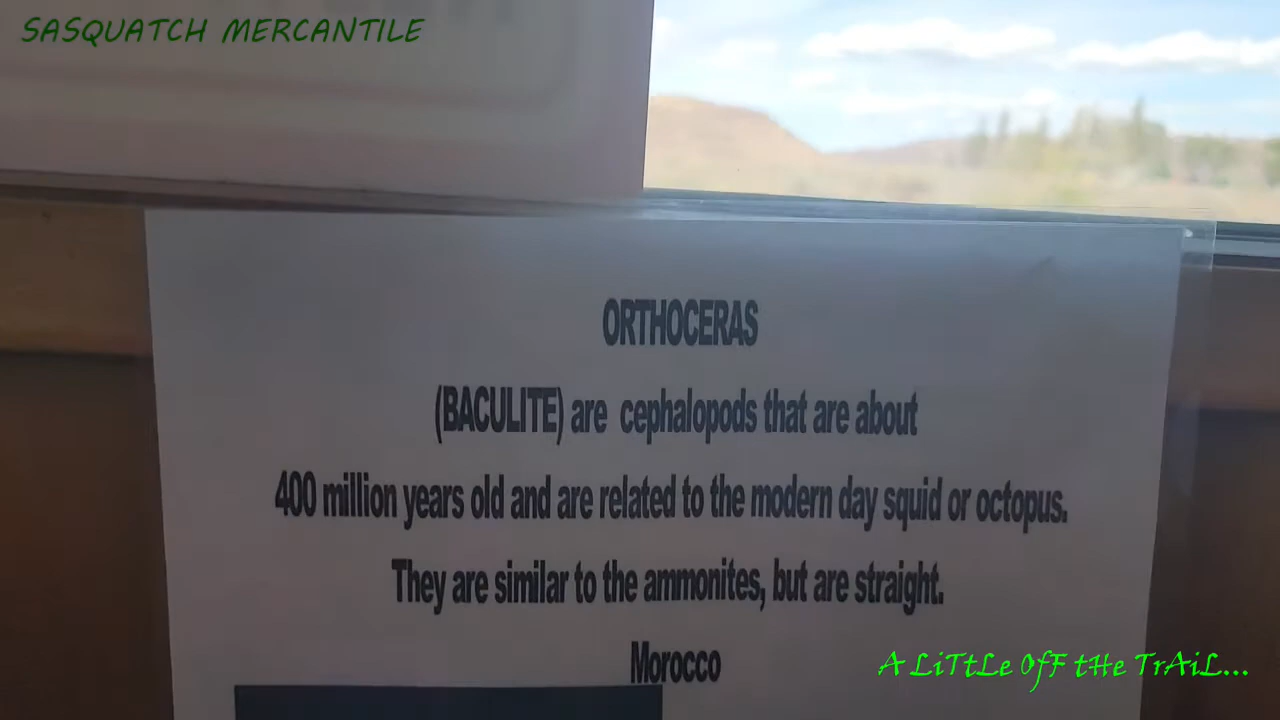 SASQUATCH MERCANTILE
ORTHOCERAS
(BACULITE) are cephalopods that are about
400 million years old and are related to the modern day squid or octopus.
They are similar to the ammonites, but are straight.
Morocco
A LiTtLe OfF tHe TrAiL...